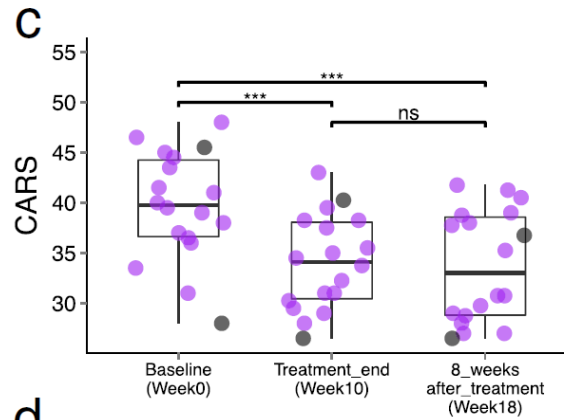 c
55
50
45
40
35
30
CARS
***
***
ns
Baseline
(Week0)
Treatment_end
(Week10)
8_weeks
after_treatment
(Week18)
d